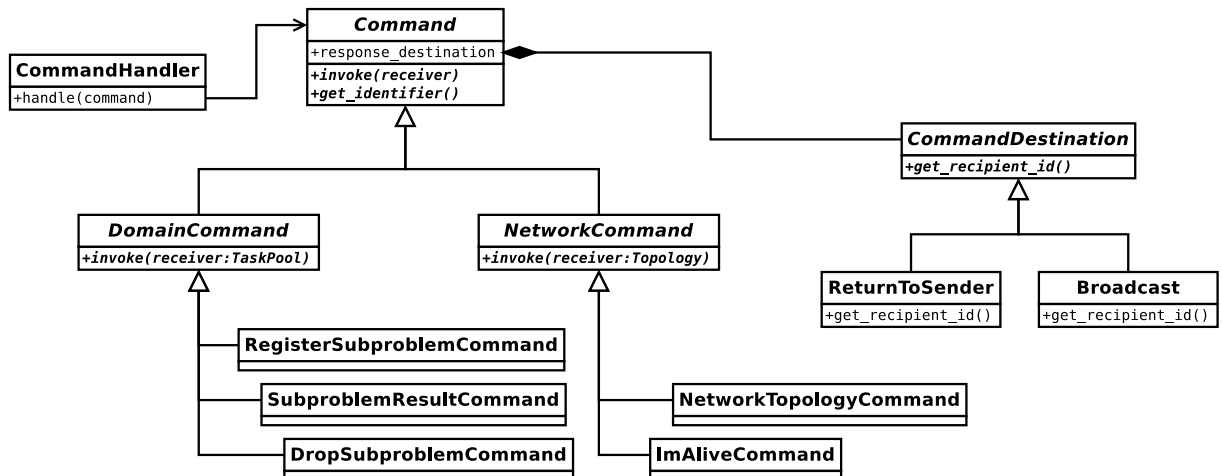 Command
+response_destination
+invoke(receiver)
+get_identifier()
CommandHandler
+handle(command)
CommandDestination
+get_recipient_id()
DomainCommand
+invoke(receiver:TaskPool)
NetworkCommand
+invoke(receiver:Topology)
ReturnToSender
+get_recipient_id()
Broadcast
+get_recipient_id()
RegisterSubproblemCommand
SubproblemResultCommand
DropSubproblemCommand
NetworkTopologyCommand
ImAliveCommand